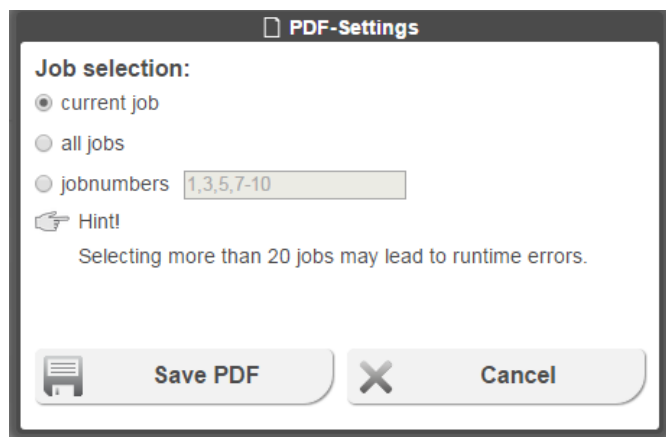 PDF-Settings
Job selection:
current job
all jobs
jobnumbers 1,3,5,7-10
Hint!
Selecting more than 20 jobs may lead to runtime errors.
Save PDF Cancel